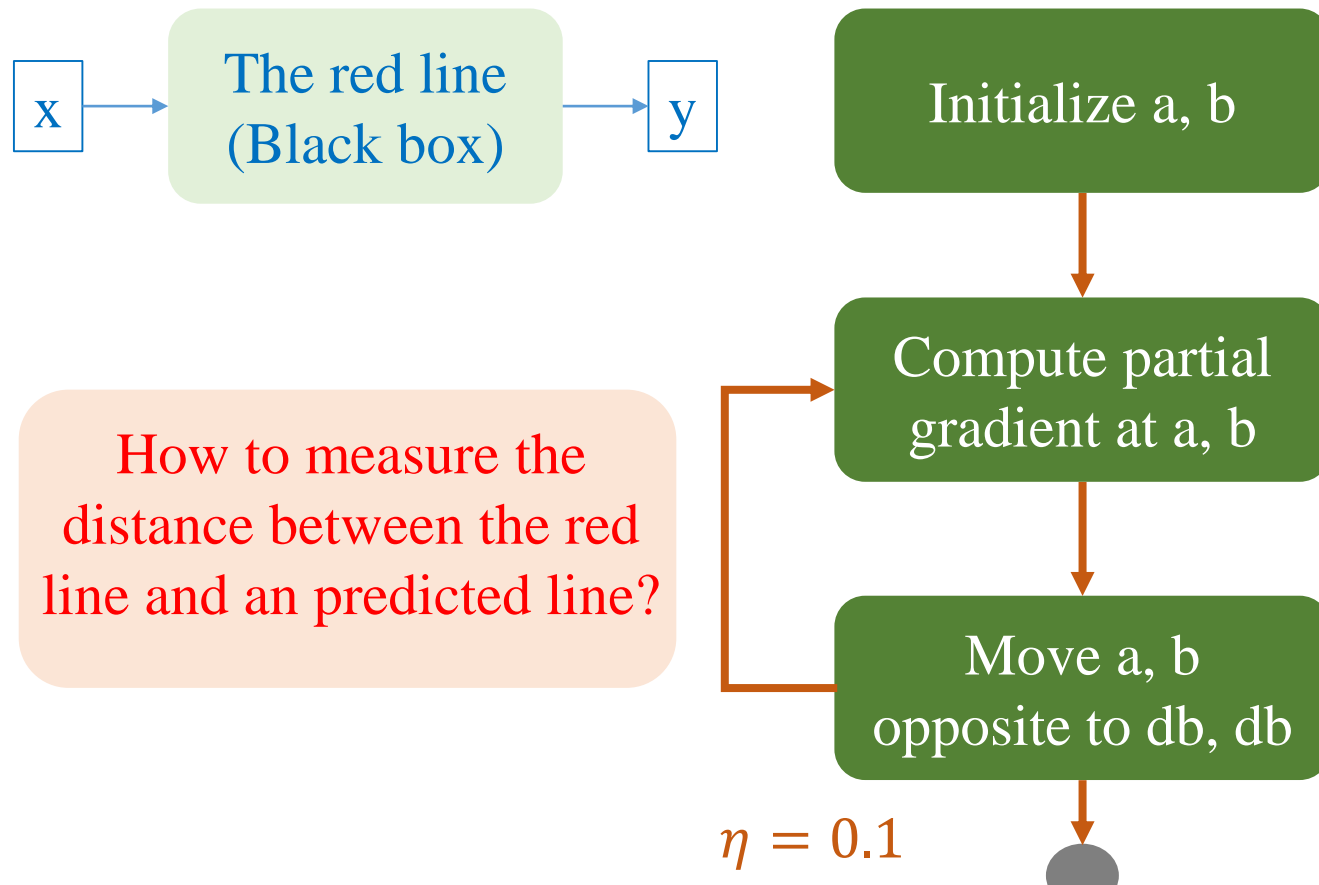 x
The red line
(Black box)
y
How to measure the
distance between the red
line and an predicted line?
Initialize a, b
Compute partial
gradient at a, b
Move a, b
opposite to db, db
η = 0.1